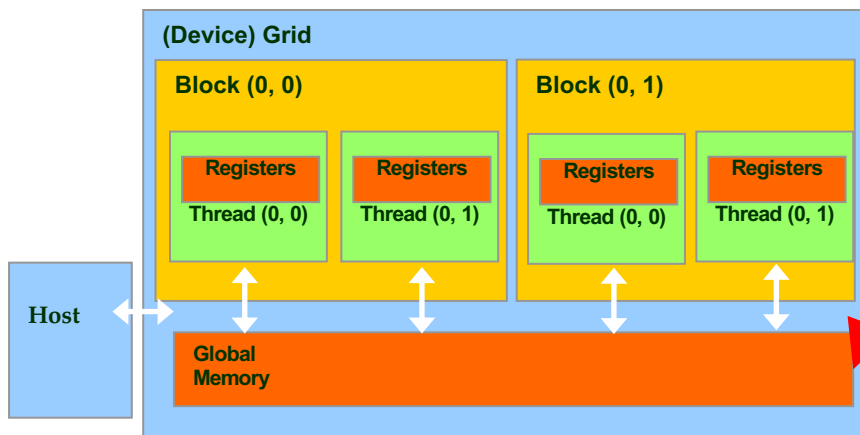 (Device) Grid
Block (0, 0)
Block (0, 1)
Registers
Registers
Registers
Registers
Thread (0, 0)
Thread (0, 1)
Thread (0, 0)
Thread (0, 1)
Host
Global
Memory